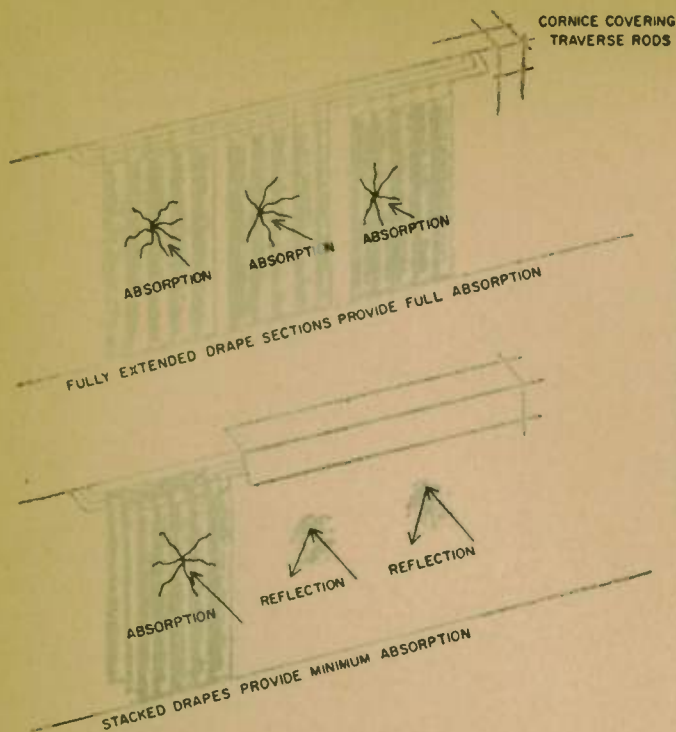 CORNICE COVERING
TRAVERSE RODS
ABSORPTION
ABSORPTION
ABSORPTION
FULLY EXTENDED DRAPE SECTIONS PROVIDE FULL ABSORPTION
ABSORPTION
REFLECTION
REFLECTION
STACKED DRAPES PROVIDE MINIMUM ABSORPTION